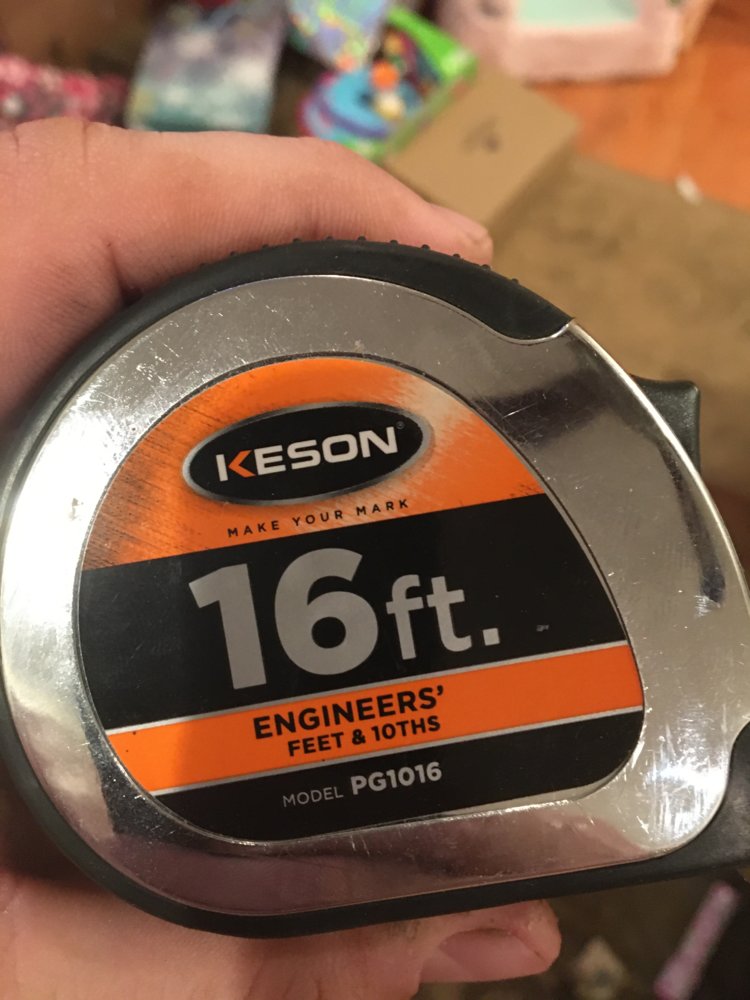 KESON®
MAKE YOUR MARK
16ft.
ENGINEERS'
FEET & 10THS
MODEL PG1016